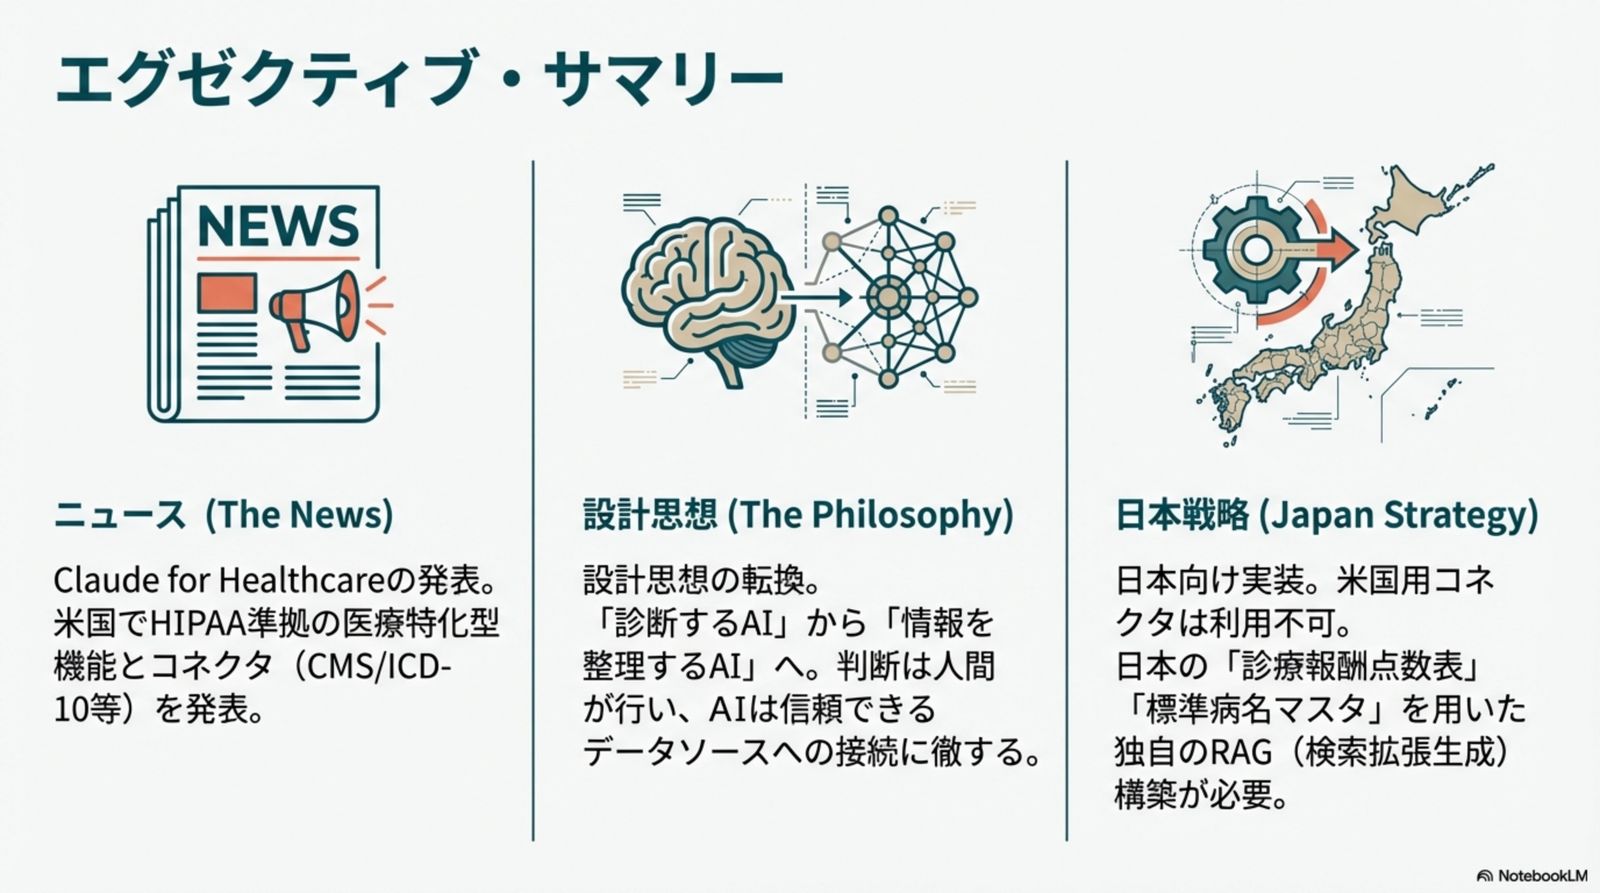 エグゼクティブ・サマリー
NEWS
ニュース (The News)
Claude for Healthcareの発表。
米国でHIPAA準拠の医療特化型
機能とコネクタ（CMS/ICD-
10等）を発表。
設計思想 (The Philosophy)
設計思想の転換。
「診断するAI」から「情報を
整理するAI」へ。判断は人間
が行い、AIは信頼できる
データソースへの接続に徹する。
日本戦略 (Japan Strategy)
日本向け実装。米国用コネ
クタは利用不可。
日本の「診療報酬点数表」
「標準病名マスタ」を用いた
独自のRAG（検索拡張生成）
構築が必要。
NotebookLM